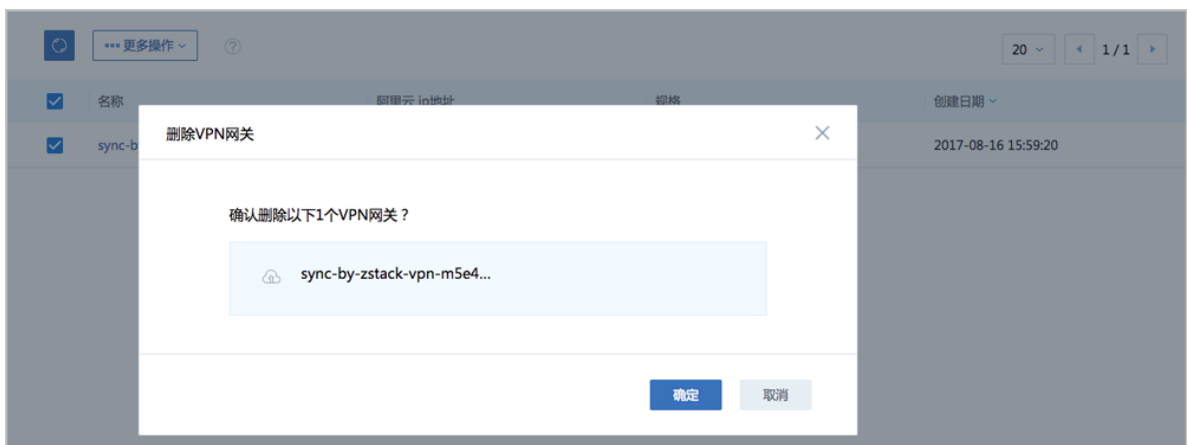 更多操作
20
1 / 1
名称
阿里云 ip地址
规格
创建日期
删除VPN网关
sync-b
2017-08-16 15:59:20
确认删除以下1个VPN网关？
sync-by-zstack-vpn-m5e4...
确定
取消